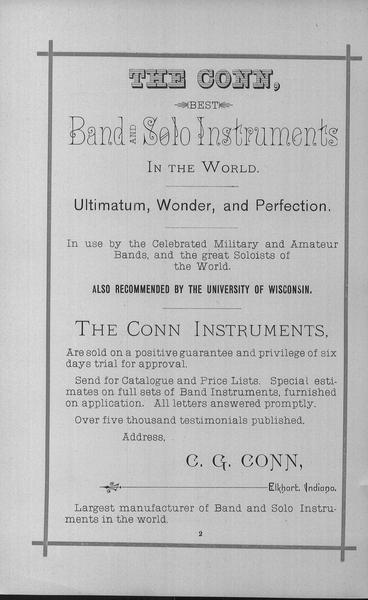 THE CONN,
BEST
Band AND Solo Instruments
IN THE WORLD.
Ultimatum, Wonder, and Perfection.
In use by the Celebrated Military and Amateur
Bands, and the great Soloists of
the World.
ALSO RECOMMENDED BY THE UNIVERSITY OF WISCONSIN.
THE CONN INSTRUMENTS,
Are sold on a positive guarantee and privilege of six
days trial for approval.
Send for Catalogue and Price Lists. Special esti-
mates on full sets of Band Instruments, furnished
on application. All letters answered promptly.
Over five thousand testimonials published.
Address,
C. G. CONN,
Elkhart, Indiana.
Largest manufacturer of Band and Solo Instru-
ments in the world.
2